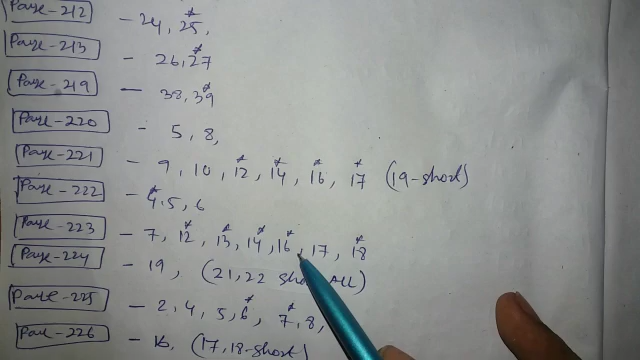 Page-212 - 24, 25*,
Page-213 - 26, 27*
Page-219 - 38, 39*
Page-220 - 5, 8,
Page-221 - 9, 10, 12*, 14*, 16*, 17* (19-short)
Page-222 - 4*, 5, 6
Page-223 - 7, 12*, 13*, 14*, 16*, 17, 18*
Page-224 - 19, (21, 22 All)
Page-225 - 2, 4, 5, 6*, 7*, 8,
Page-226 - 16, (17, 18-short)